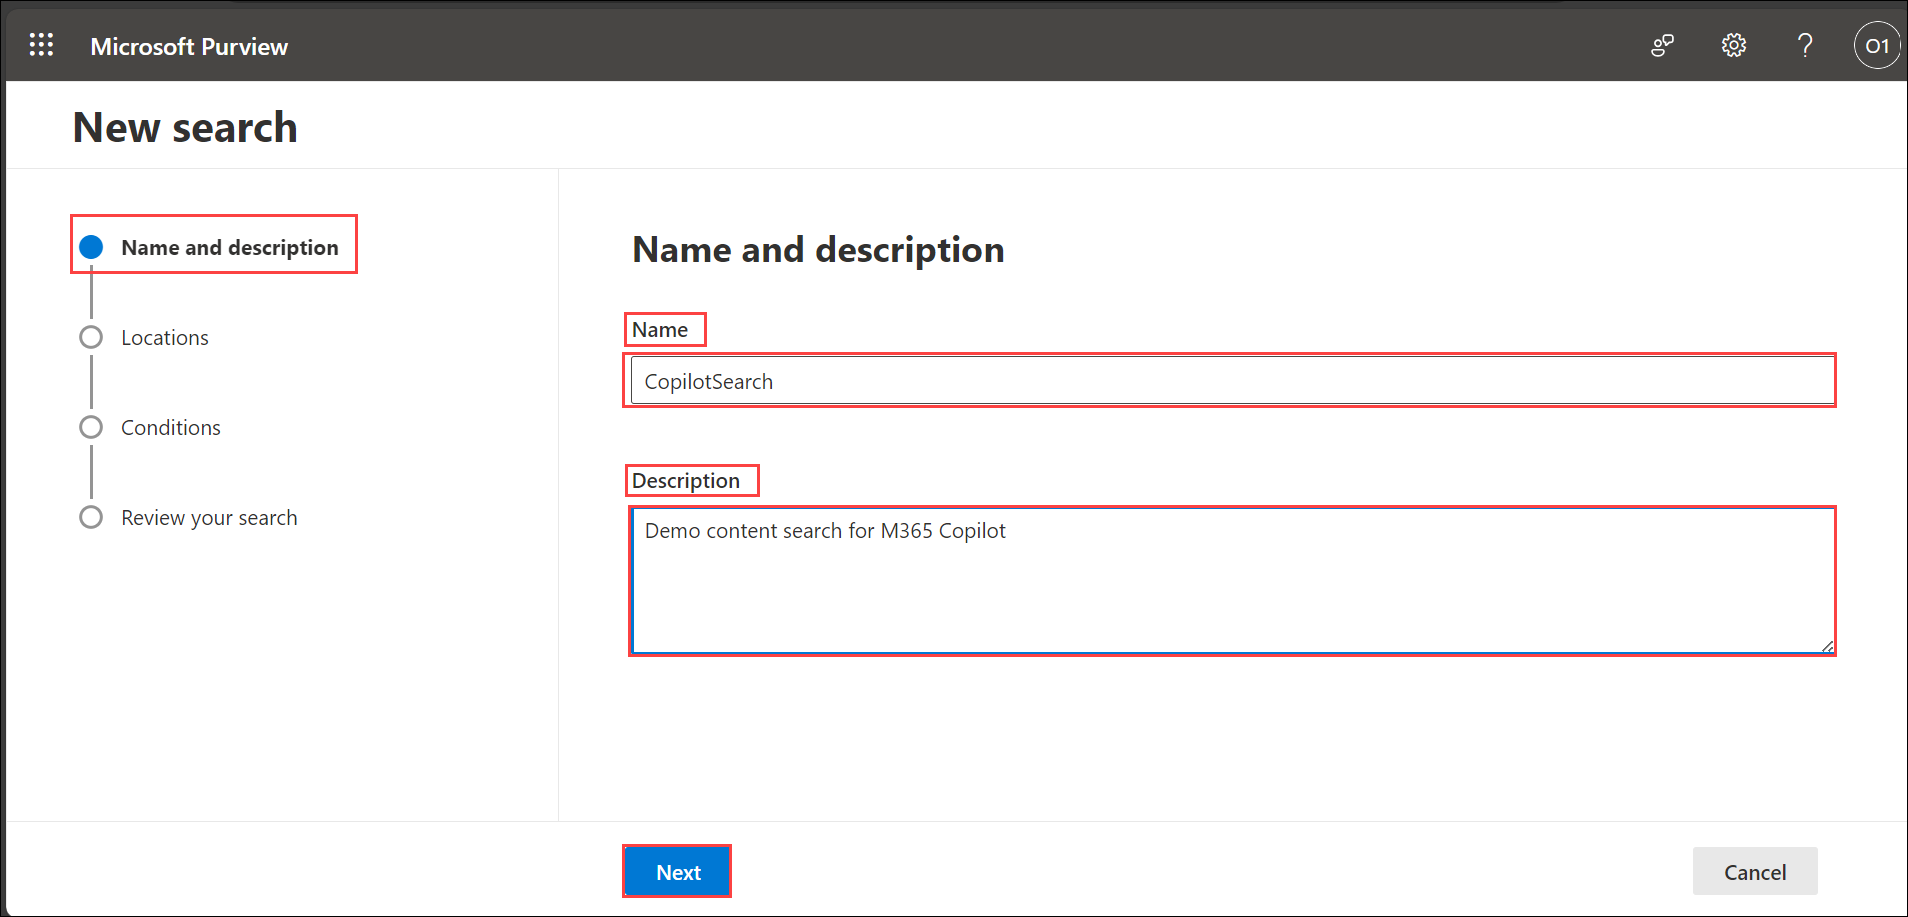 Microsoft Purview
?
O1
New search
Name and description
Locations
Conditions
Review your search
Name and description
Name
CopilotSearch
Description
Demo content search for M365 Copilot
Next
Cancel